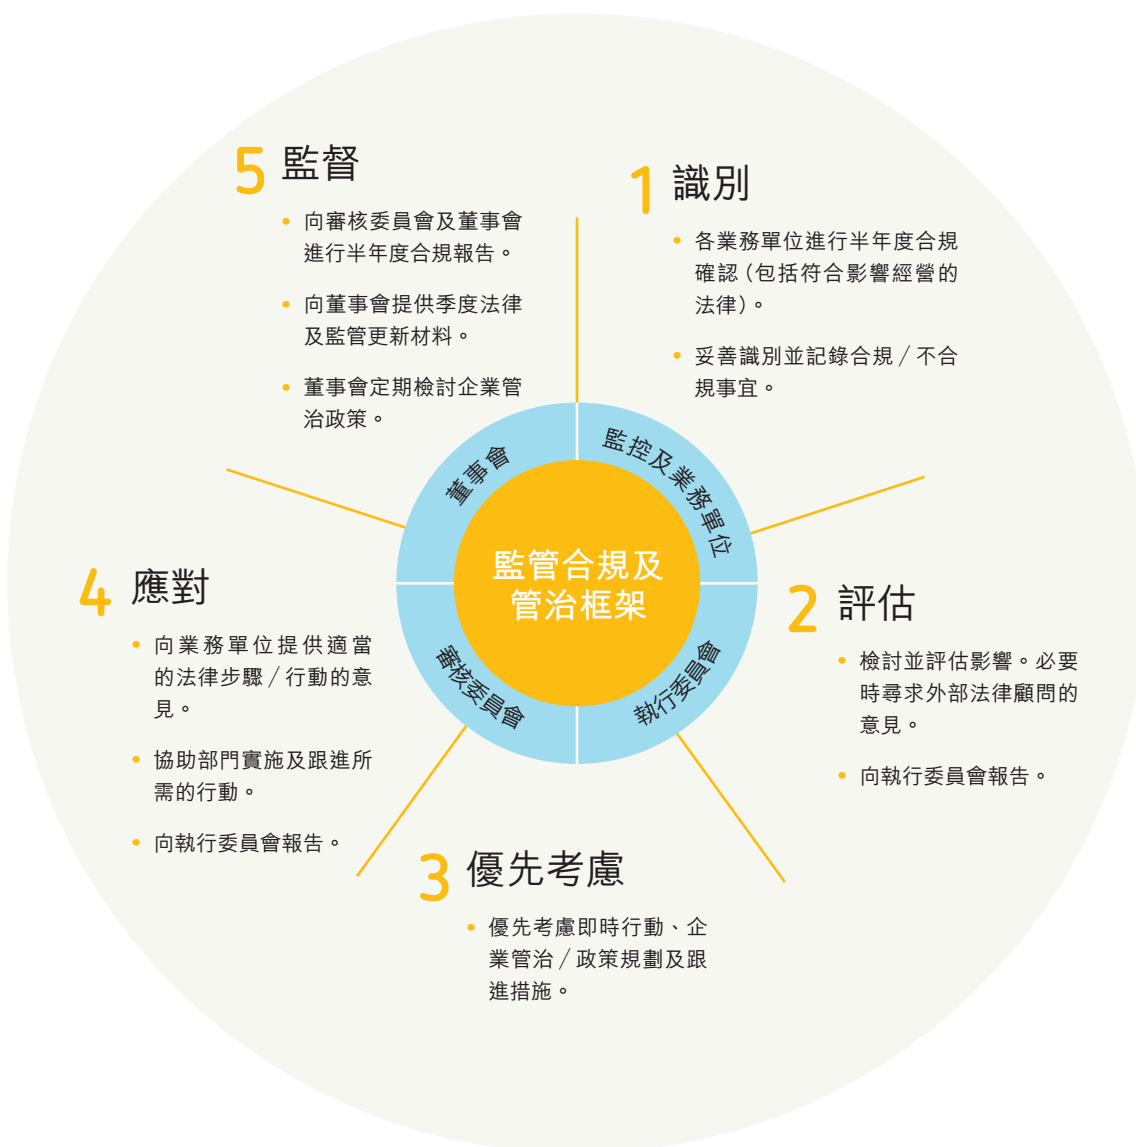 1 識別
• 各業務單位進行半年度合規
確認（包括符合影響經營的
法律）。
• 妥善識別並記錄合規／不合
規事宜。
2 評估
• 檢討並評估影響。必要
時尋求外部法律顧問的
意見。
• 向執行委員會報告。
3 優先考慮
• 優先考慮即時行動、企
業管治／政策規劃及跟
進措施。
4 應對
• 向業務單位提供適當
的法律步驟／行動的意
見。
• 協助部門實施及跟進所
需的行動。
• 向執行委員會報告。
5 監督
• 向審核委員會及董事會
進行半年度合規報告。
• 向董事會提供季度法律
及監管更新材料。
• 董事會定期檢討企業管
治政策。
董事會
監控及業務單位
執行委員會
審核委員會
監管合規及
管治框架